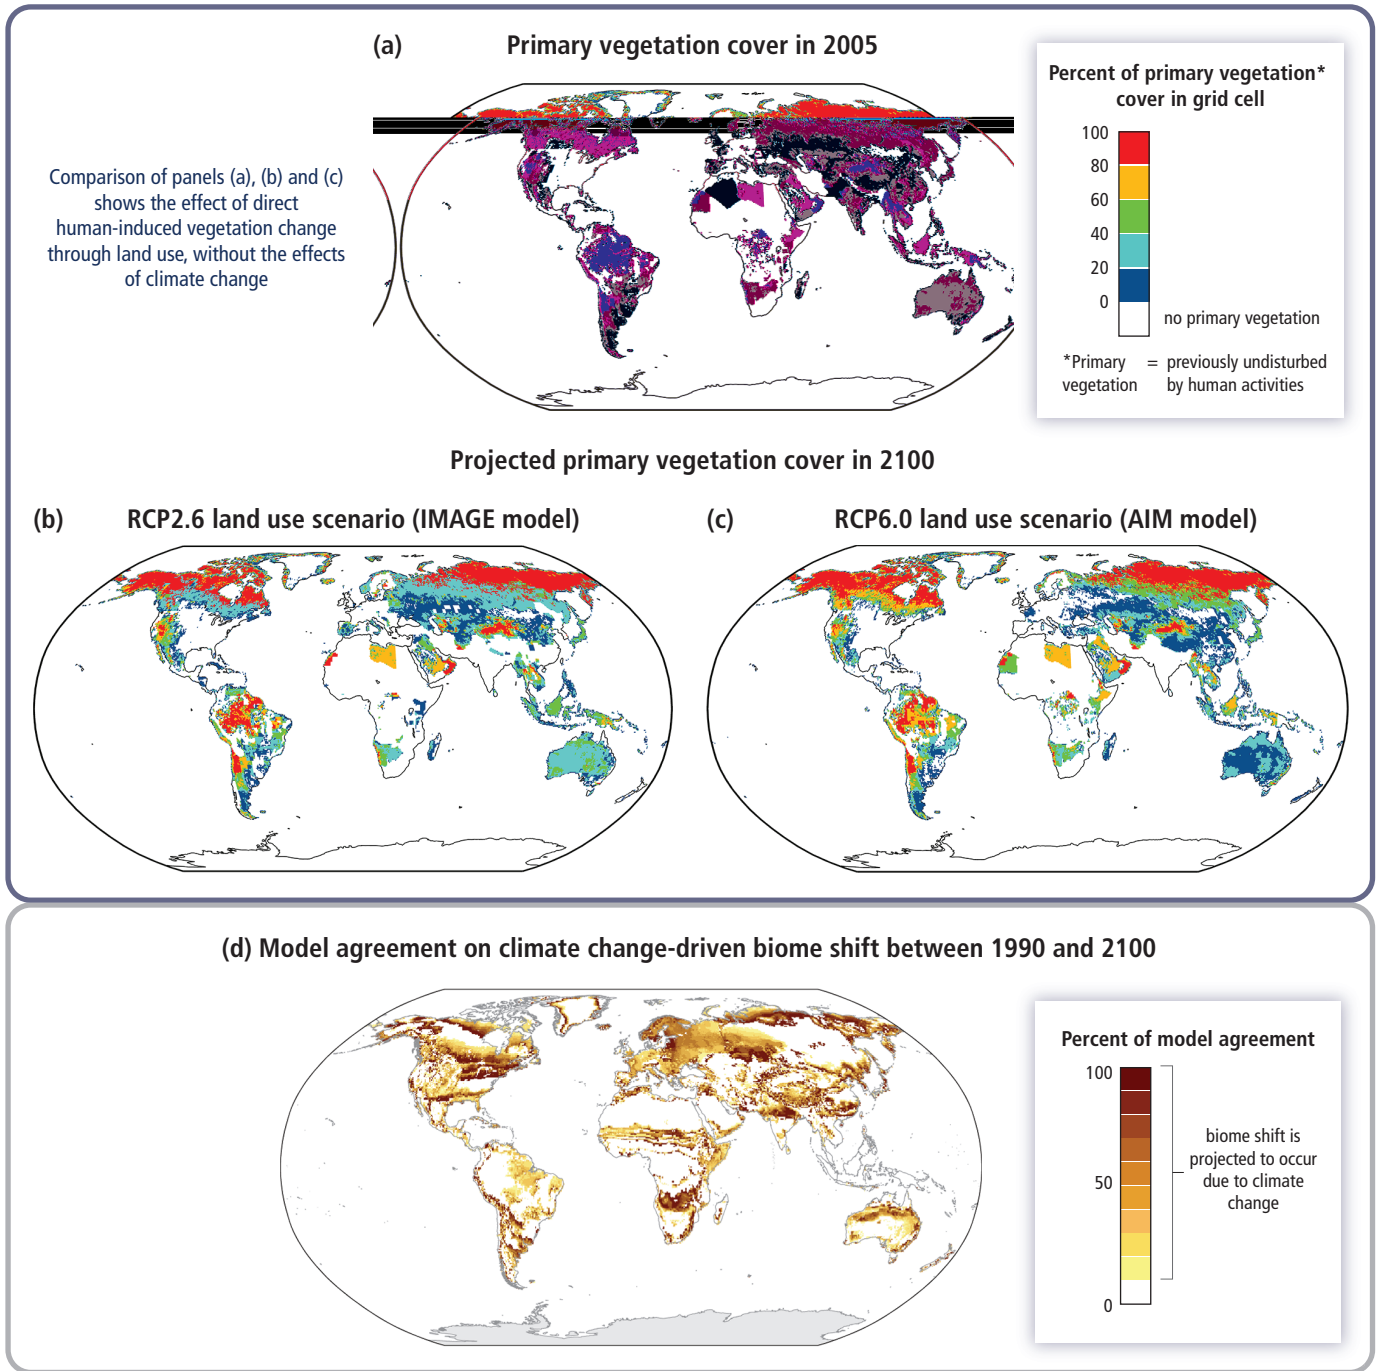 (a) Primary vegetation cover in 2005
Comparison of panels (a), (b) and (c)
shows the effect of direct
human-induced vegetation change
through land use, without the effects
of climate change
Percent of primary vegetation*
cover in grid cell
100
80
60
40
20
0
no primary vegetation
*Primary = previously undisturbed
vegetation by human activities
Projected primary vegetation cover in 2100
(b) RCP2.6 land use scenario (IMAGE model)
(c) RCP6.0 land use scenario (AIM model)
(d) Model agreement on climate change-driven biome shift between 1990 and 2100
Percent of model agreement
100
50
0
biome shift is
projected to occur
due to climate
change